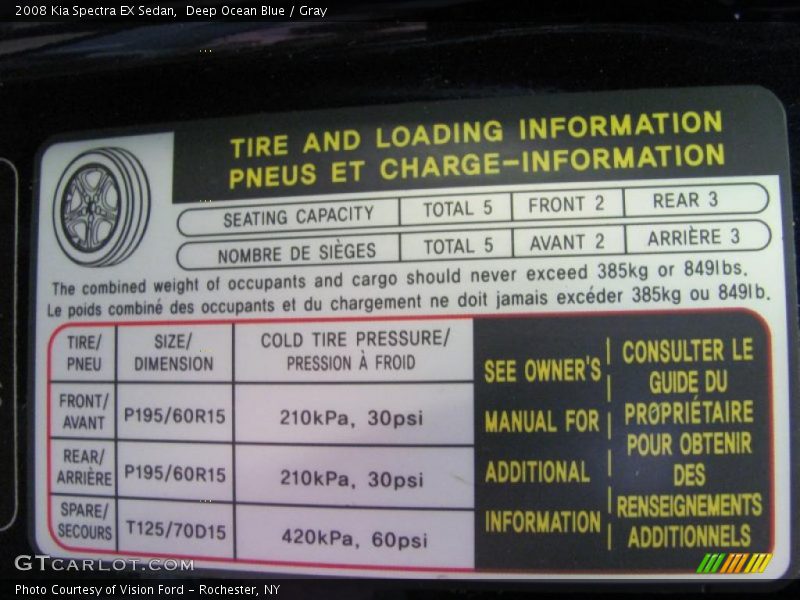 2008 Kia Spectra EX Sedan,  Deep Ocean Blue / Gray
TIRE AND LOADING INFORMATION
PNEUS ET CHARGE-INFORMATION
SEATING CAPACITY TOTAL 5 FRONT 2 REAR 3
NOMBRE DE SIÈGES TOTAL 5 AVANT 2 ARRIÈRE 3
The combined weight of occupants and cargo should never exceed 385kg or 849lbs.
Le poids combiné des occupants et du chargement ne doit jamais excéder 385kg ou 849lb.
TIRE/
PNEU
SIZE/
DIMENSION
COLD TIRE PRESSURE/
PRESSION À FROID
FRONT/
AVANT
P195/60R15
210kPa, 30psi
REAR/
ARRIÈRE
P195/60R15
210kPa, 30psi
SPARE/
SECOURS
T125/70D15
420kPa, 60psi
SEE OWNER'S
MANUAL FOR
ADDITIONAL
INFORMATION
CONSULTER LE
GUIDE DU
PROPRIÉTAIRE
POUR OBTENIR
DES
RENSEIGNEMENTS
ADDITIONNELS
GTCARLOT.COM
Photo Courtesy of Vision Ford - Rochester, NY